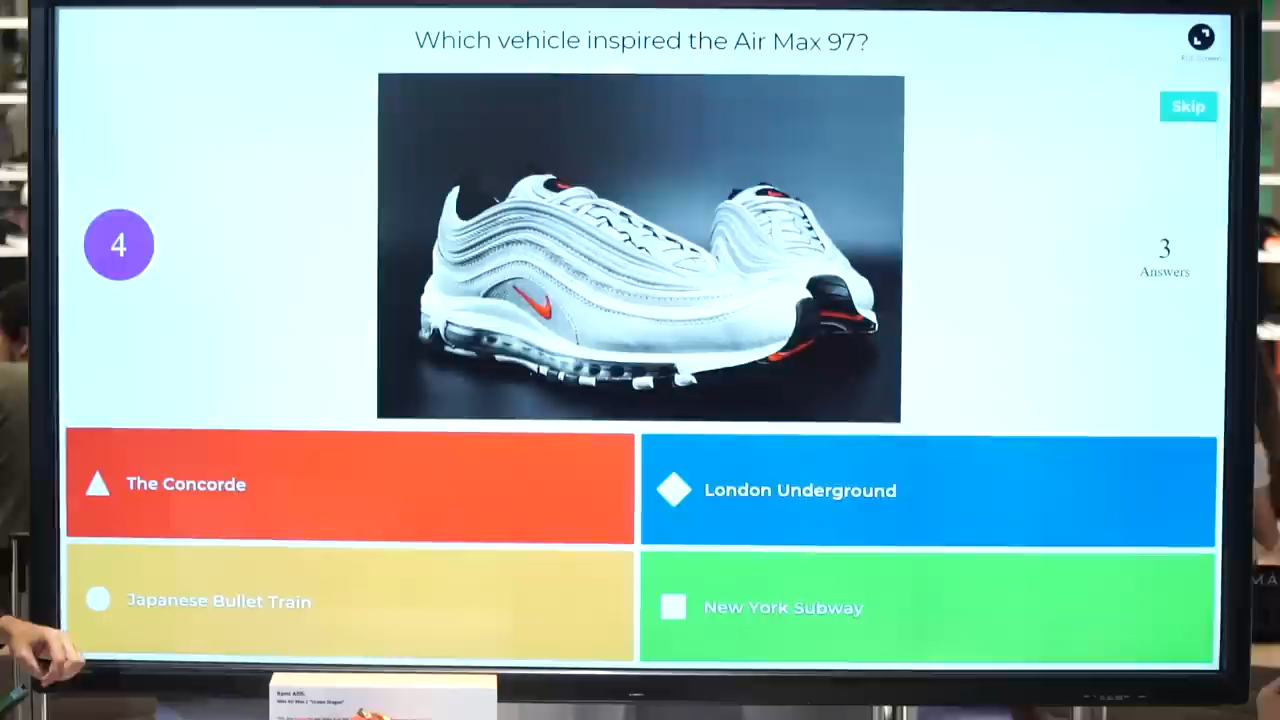 Which vehicle inspired the Air Max 97?
Skip
4
3
Answers
The Concorde
London Underground
Japanese Bullet Train
New York Subway